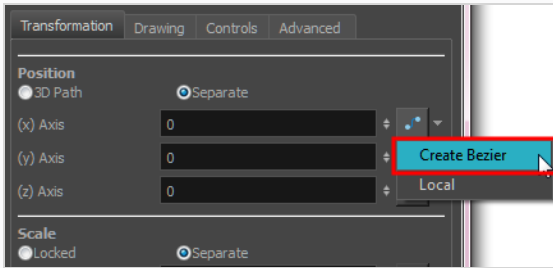 Transformation Drawing Controls Advanced
Position
3D Path Separate
(x) Axis 0
Create Bezier
(y) Axis 0
Local
(z) Axis 0
Scale
Locked Separate